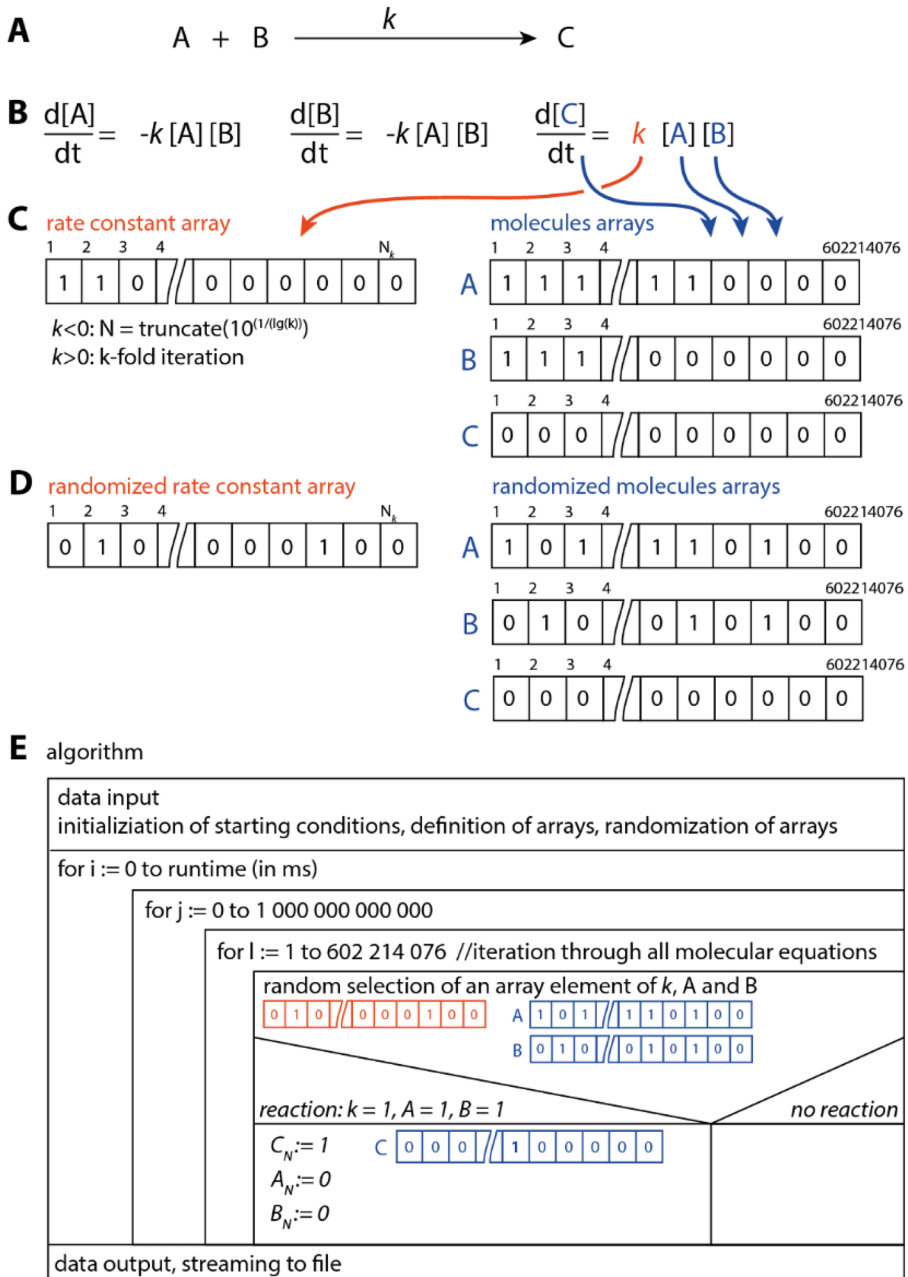 A
A + B k C
B
d[A]/dt = -k [A] [B] d[B]/dt = -k [A] [B] d[C]/dt = k [A] [B]
C
rate constant array
1 2 3 4 Nk
1 1 0 0 0 0 0 0 0
k<0: N = truncate(10^(1/(lg(k)))
k>0: k-fold iteration
molecules arrays
1 2 3 4 602214076
A 1 1 1 1 1 0 0 0 0
1 2 3 4 602214076
B 1 1 1 0 0 0 0 0 0
1 2 3 4 602214076
C 0 0 0 0 0 0 0 0 0
D
randomized rate constant array
1 2 3 4 Nk
0 1 0 0 0 0 1 0 0
randomized molecules arrays
1 2 3 4 602214076
A 1 0 1 1 1 0 1 0 0
1 2 3 4 602214076
B 0 1 0 0 1 0 1 0 0
1 2 3 4 602214076
C 0 0 0 0 0 0 0 0 0
E algorithm
data input
initializiation of starting conditions, definition of arrays, randomization of arrays
for i := 0 to runtime (in ms)
for j := 0 to 1 000 000 000 000
for l := 1 to 602 214 076 //iteration through all molecular equations
random selection of an array element of k, A and B
0 1 0 0 0 0 1 0 0 A 1 0 1 1 1 0 1 0 0
B 0 1 0 0 1 0 1 0 0
reaction: k = 1, A = 1, B = 1 no reaction
CN:= 1 C 0 0 0 1 0 0 0 0 0
AN:= 0
BN:= 0
data output, streaming to file